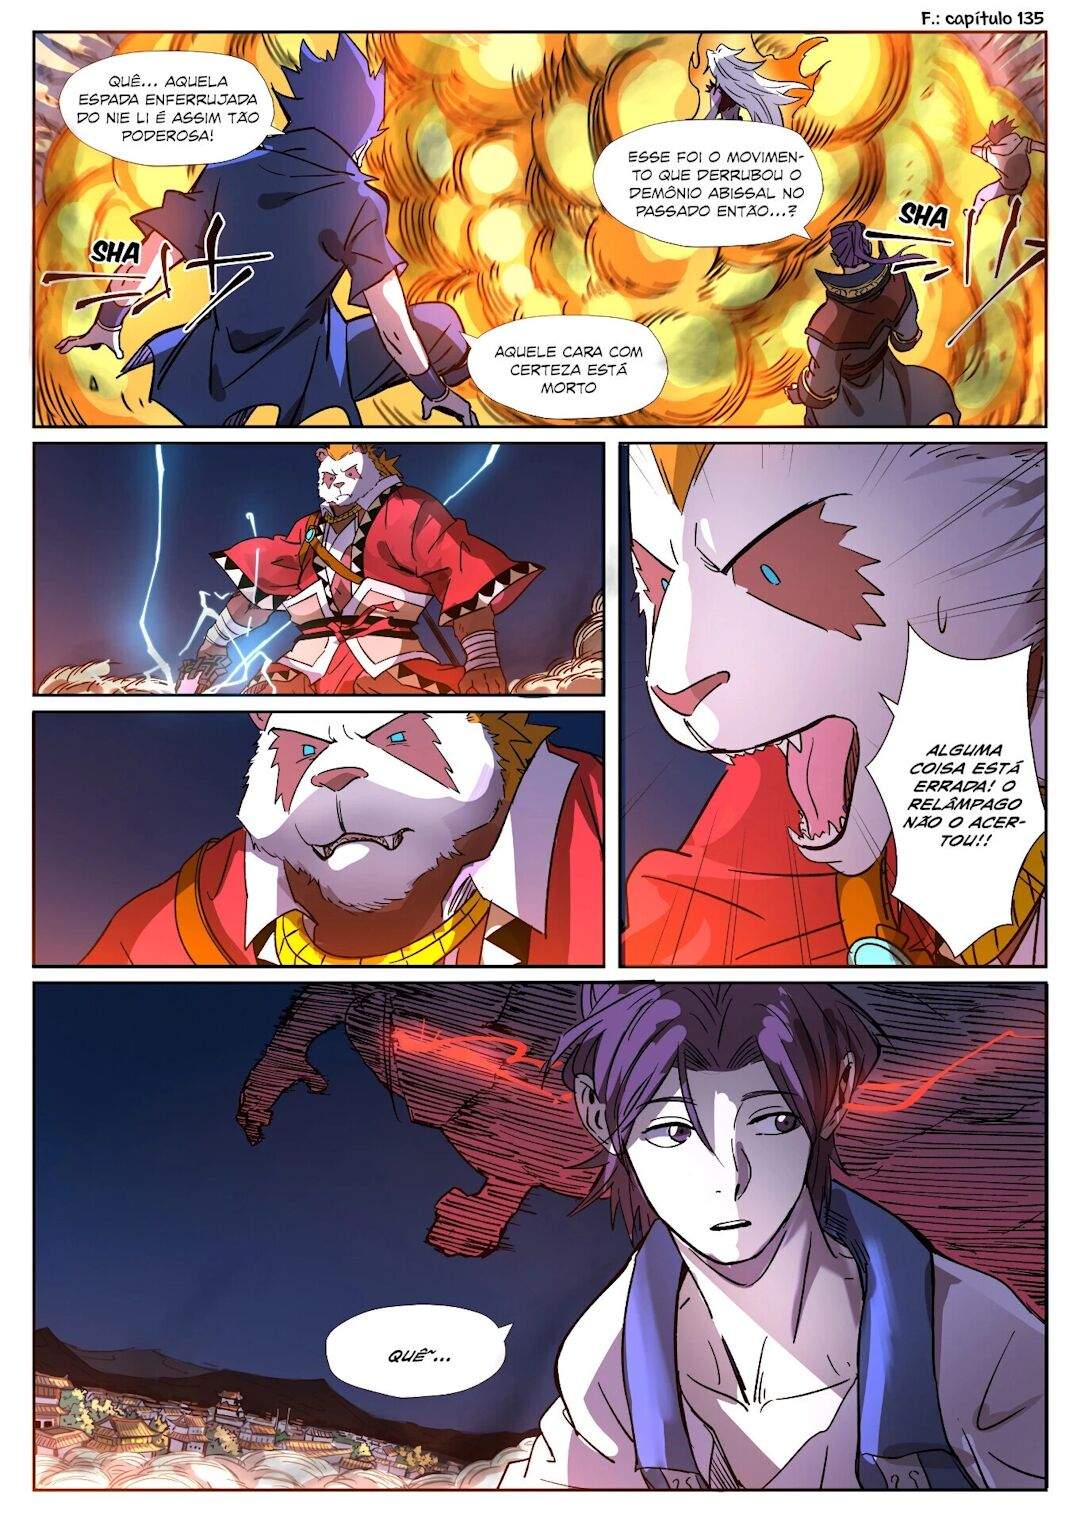 F.: capítulo 135
QUÊ... AQUELA
ESPADA ENFERRUJADA
DO NIE LI É ASSIM TÃO
PODEROSA!
ESSE FOI O MOVIMEN-
TO QUE DERRUBOU O
DEMÔNIO ABISSAL NO
PASSADO ENTÃO...?
SHA
SHA
AQUELE CARA COM
CERTEZA ESTÁ
MORTO
ALGUMA
COISA ESTÁ
ERRADA! O
RELÂMPAGO
NÃO O ACER-
TOU!!
QUÊ~...